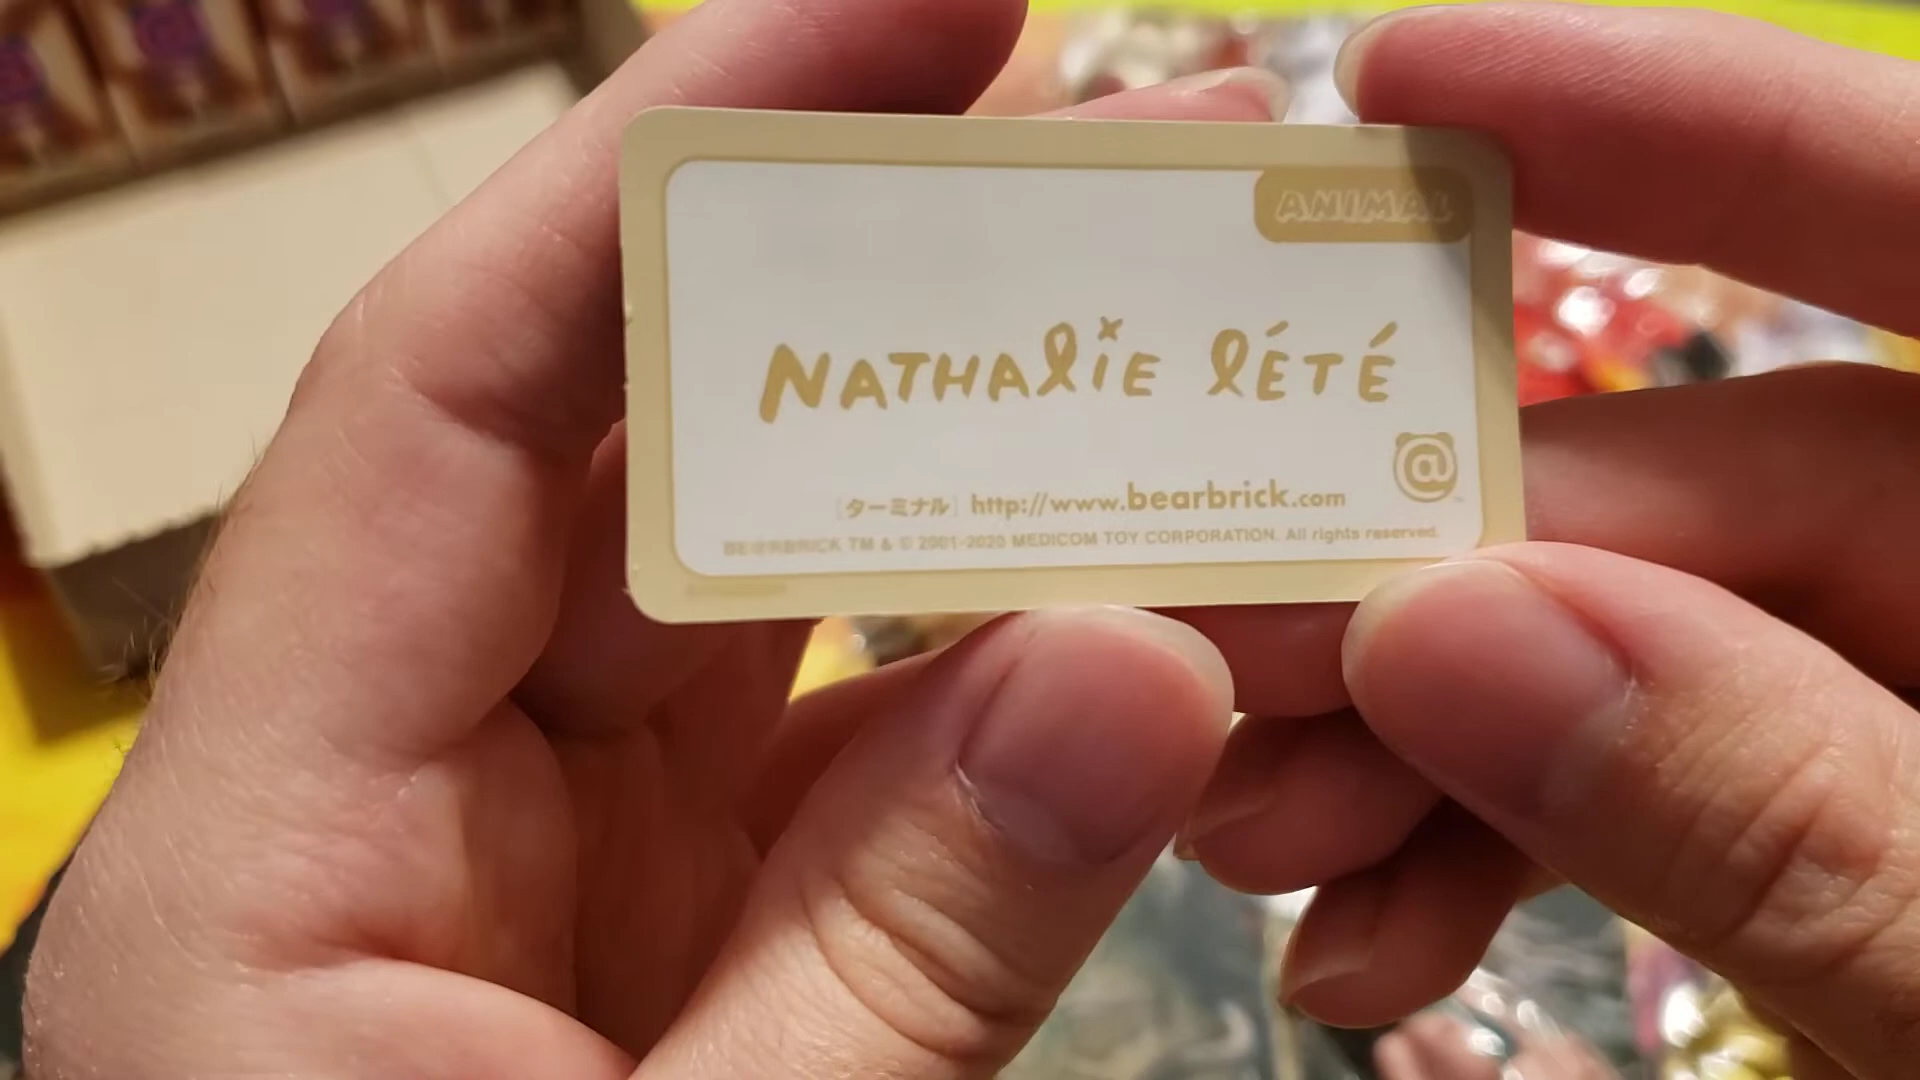 ANIMAL
NATHALIE LÉTÉ
@
[ターミナル] http://www.bearbrick.com
BE@RBRICK TM & © 2001-2020 MEDICOM TOY CORPORATION. All rights reserved.